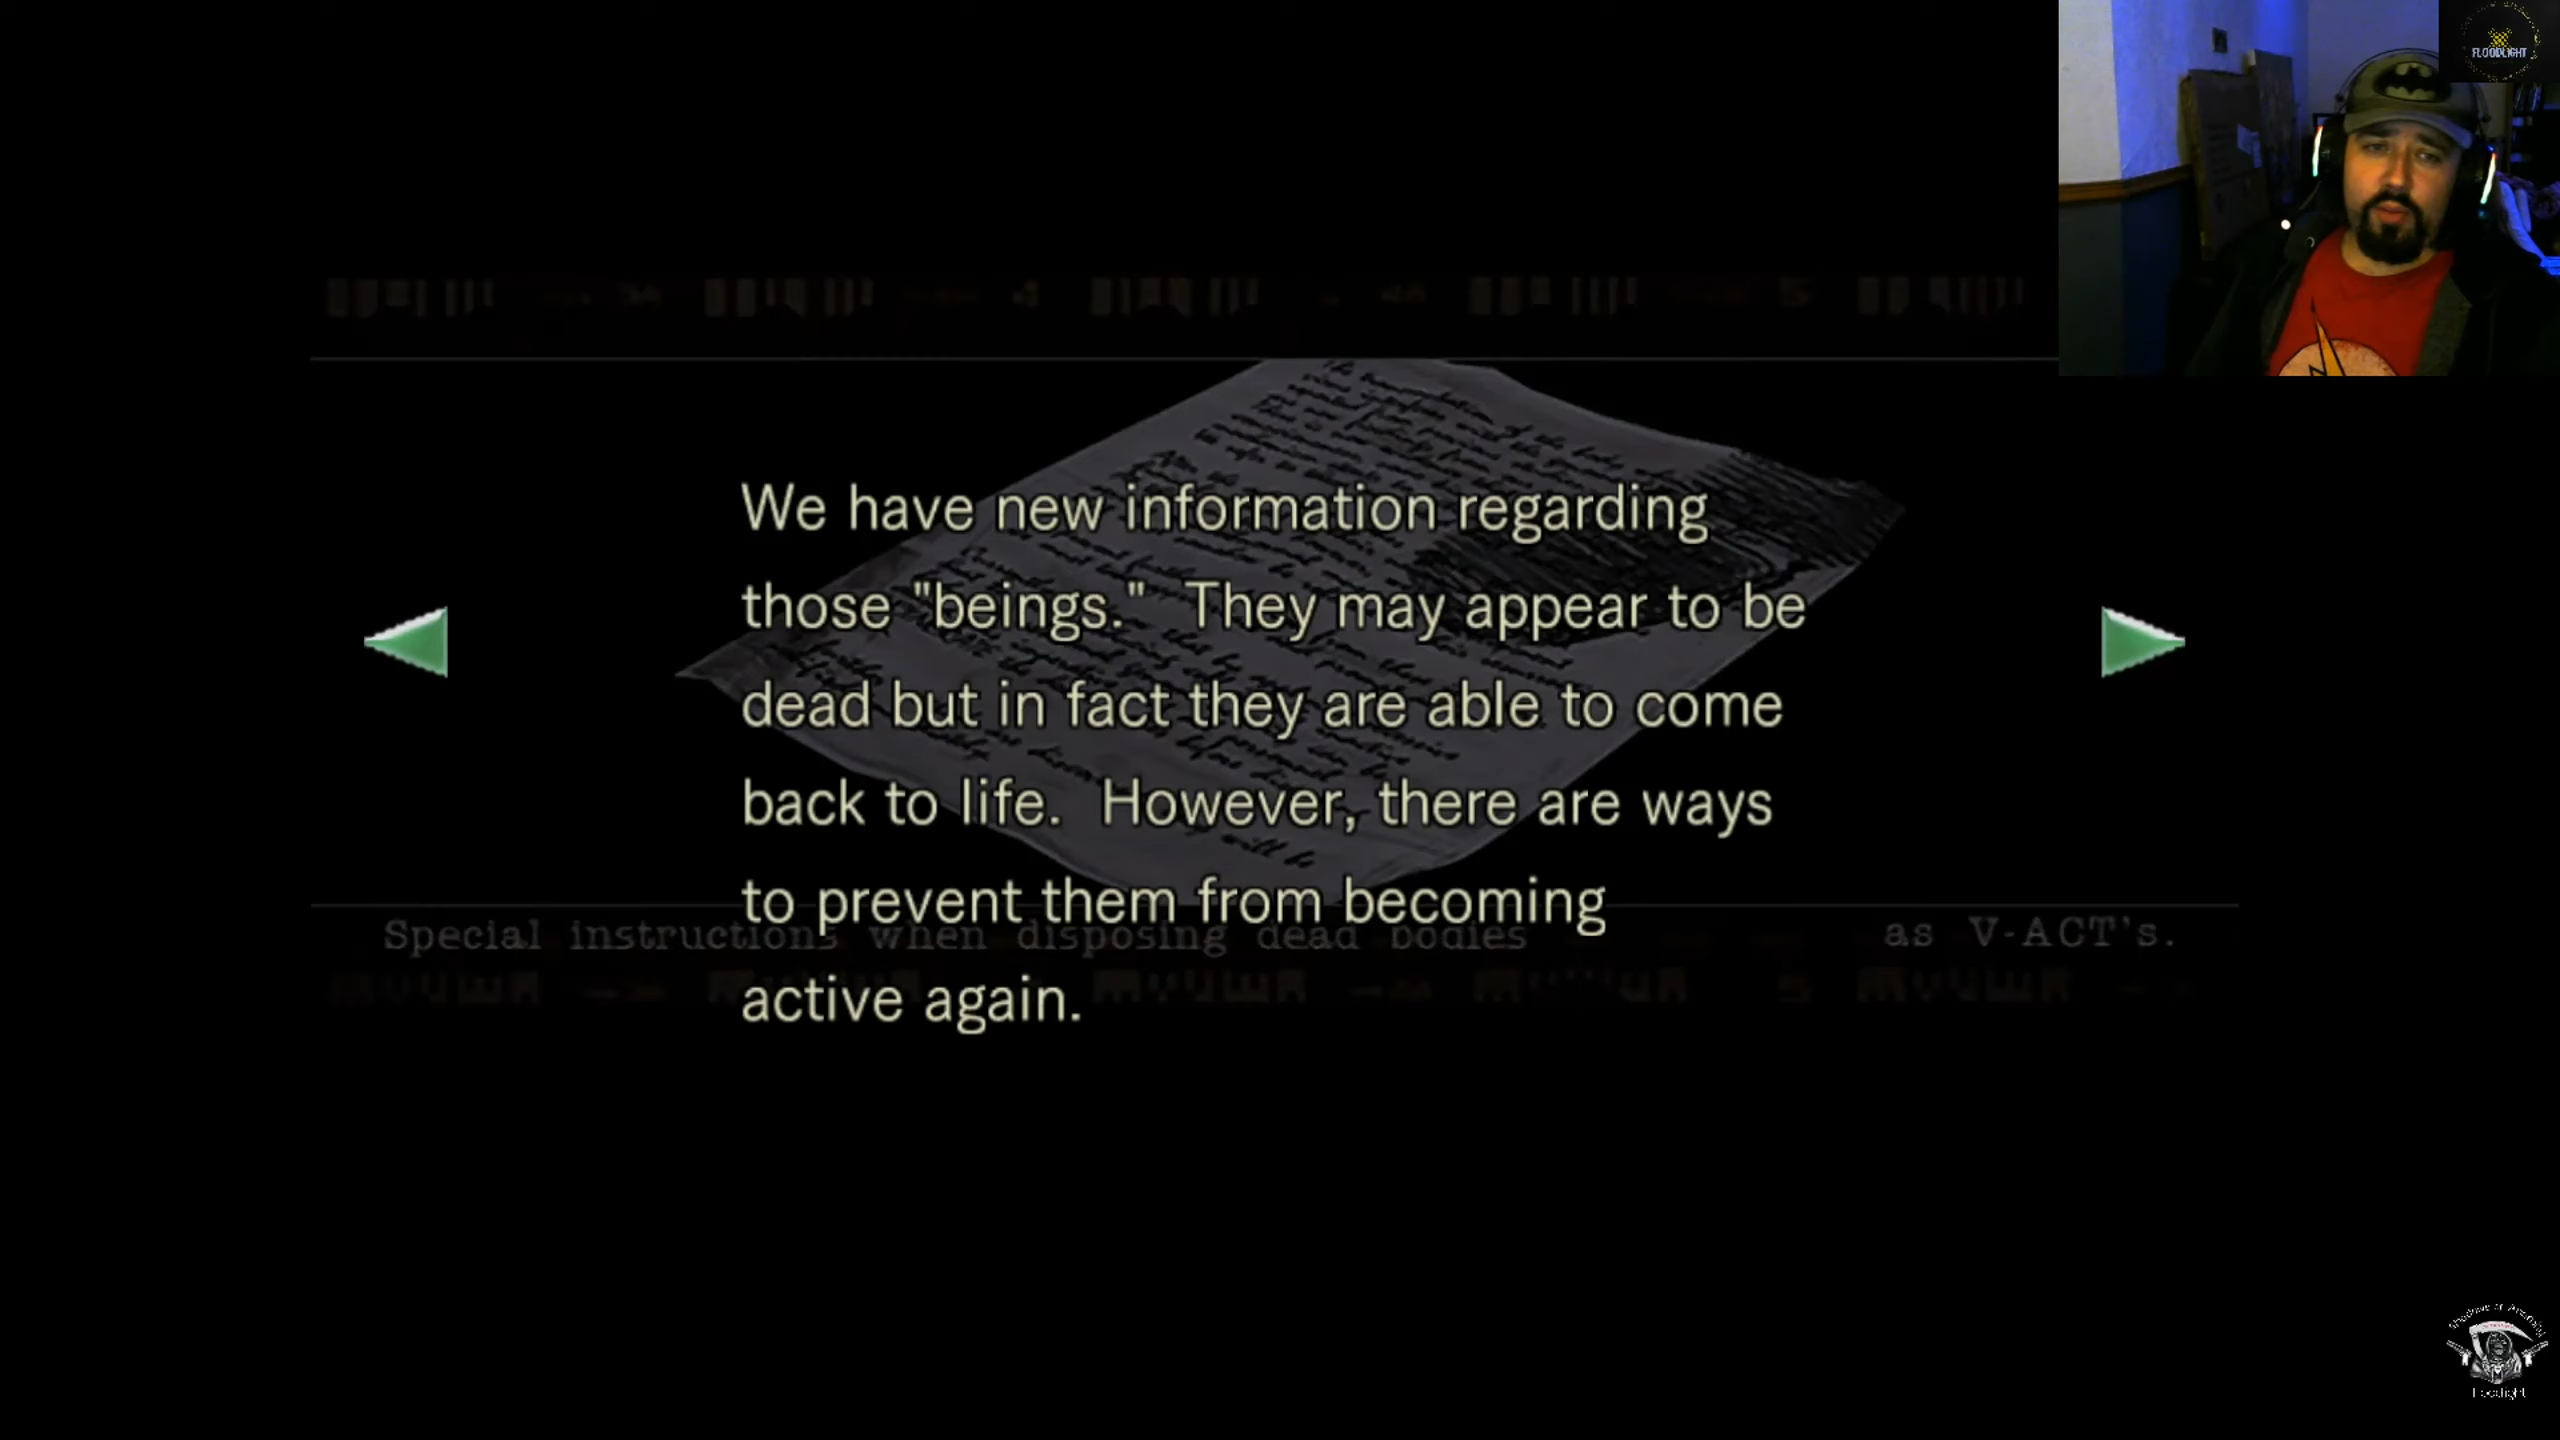 FLOODLIGHT
We have new information regarding
those "beings."  They may appear to be
dead but in fact they are able to come
back to life.  However, there are ways
to prevent them from becoming
active again.
Special instructions when disposing dead bodies as V-ACT's.
Floodlight